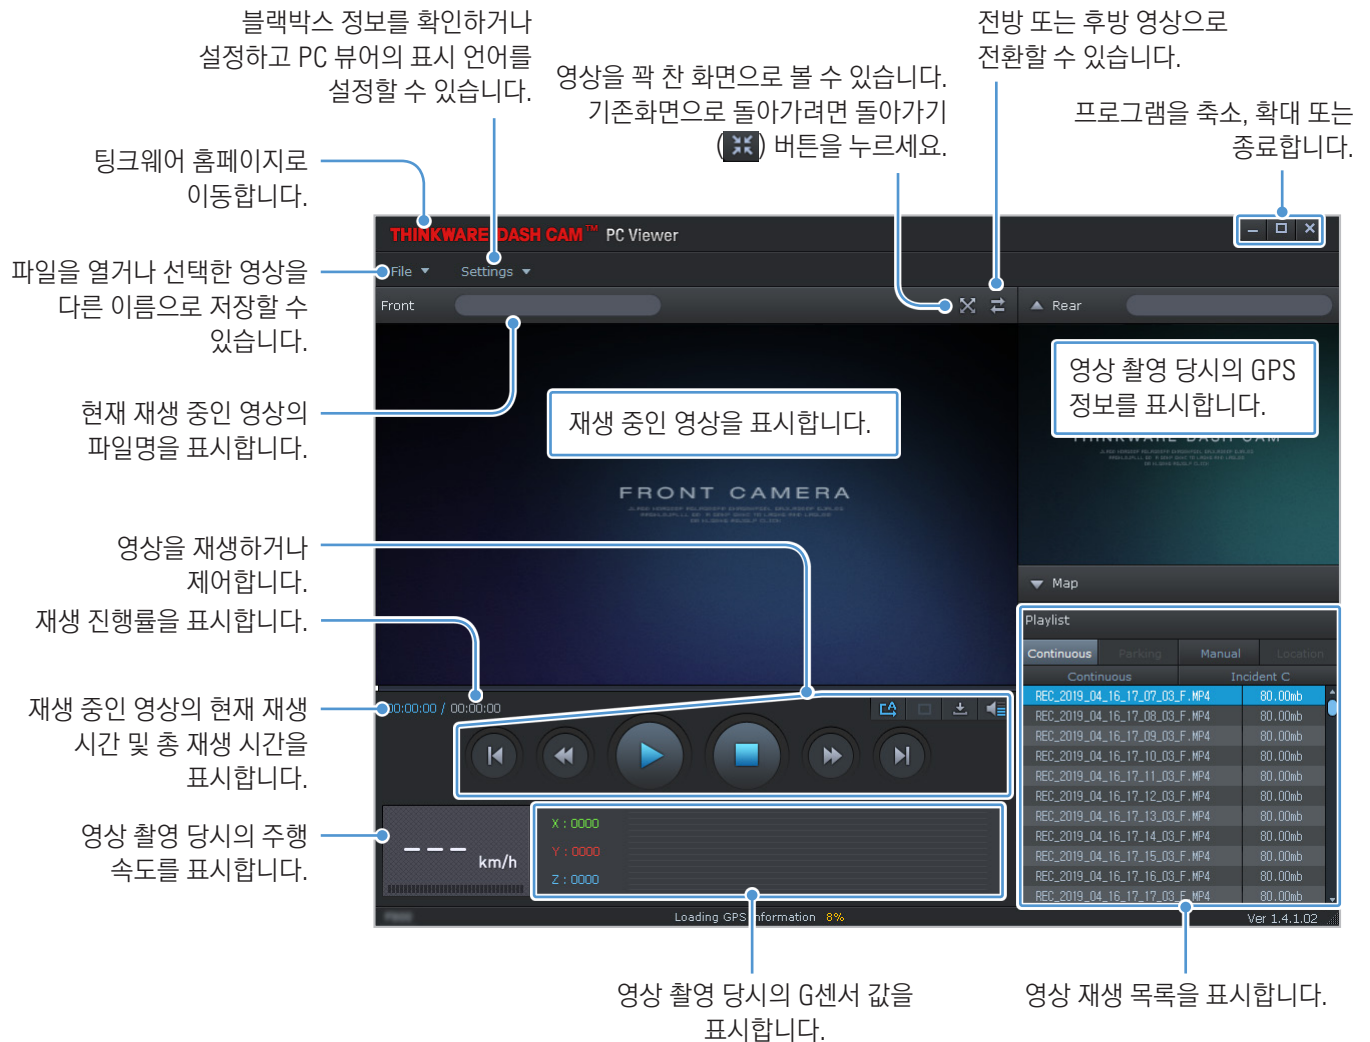 블랙박스 정보를 확인하거나
설정하고 PC 뷰어의 표시 언어를
설정할 수 있습니다.
전방 또는 후방 영상으로
전환할 수 있습니다.
영상을 꽉 찬 화면으로 볼 수 있습니다.
기존화면으로 돌아가려면 돌아가기
( ) 버튼을 누르세요.
프로그램을 축소, 확대 또는
종료합니다.
팅크웨어 홈페이지로
이동합니다.
THINKWARE DASH CAM™ PC Viewer
파일을 열거나 선택한 영상을
다른 이름으로 저장할 수
있습니다.
File Settings
Front
Rear
현재 재생 중인 영상의
파일명을 표시합니다.
재생 중인 영상을 표시합니다.
영상 촬영 당시의 GPS
정보를 표시합니다.
THINKWARE DASH CAM
FRONT CAMERA
영상을 재생하거나
제어합니다.
재생 진행률을 표시합니다.
Map
Playlist
Continuous Parking Manual Location
Continuous Incident C
REC_2019_04_16_17_07_03_F.MP4 80.00mb
REC_2019_04_16_17_08_03_F.MP4 80.00mb
REC_2019_04_16_17_09_03_F.MP4 80.00mb
REC_2019_04_16_17_10_03_F.MP4 80.00mb
REC_2019_04_16_17_11_03_F.MP4 80.00mb
REC_2019_04_16_17_12_03_F.MP4 80.00mb
REC_2019_04_16_17_13_03_F.MP4 80.00mb
REC_2019_04_16_17_14_03_F.MP4 80.00mb
REC_2019_04_16_17_15_03_F.MP4 80.00mb
REC_2019_04_16_17_16_03_F.MP4 80.00mb
REC_2019_04_16_17_17_03_F.MP4 80.00mb
재생 중인 영상의 현재 재생
시간 및 총 재생 시간을
표시합니다.
00:00:00 / 00:00:00
영상 촬영 당시의 주행
속도를 표시합니다.
--- km/h
X : 0000
Y : 0000
Z : 0000
Loading GPS information 8%
Ver 1.4.1.02
영상 촬영 당시의 G센서 값을
표시합니다.
영상 재생 목록을 표시합니다.